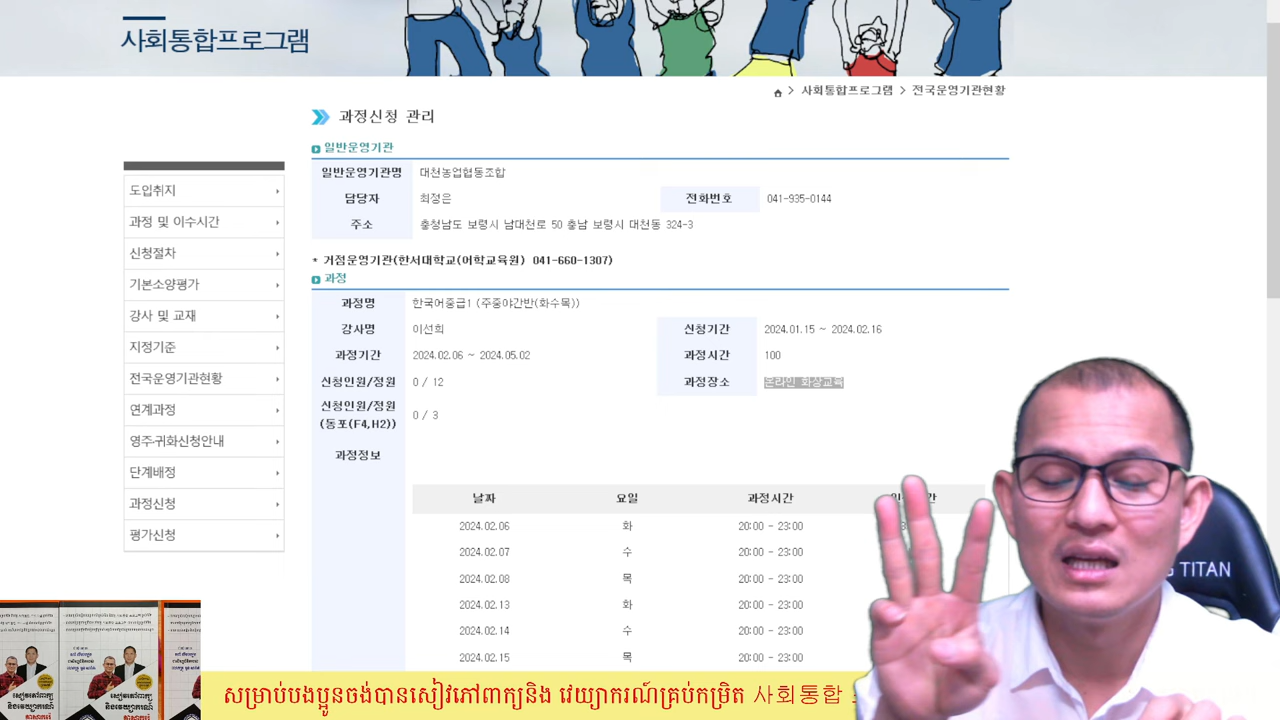 사회통합프로그램
사회통합프로그램 > 전국운영기관현황
과정신청 관리
일반운영기관
일반운영기관명 대천농업협동조합
담당자 최정은 전화번호 041-935-0144
주소 충청남도 보령시 남대천로 50 충남 보령시 대천동 324-3
* 거점운영기관(한서대학교(어학교육원) 041-660-1307)
과정
과정명 한국어중급1 <주중야간반(화수목)>
강사명 이선희 신청기간 2024.01.15 ~ 2024.02.16
과정기간 2024.02.06 ~ 2024.05.02 과정시간 100
신청인원/정원 0 / 12 과정장소 온라인 화상교육
신청인원/정원
(동포(F4,H2)) 0 / 3
과정정보
날짜 요일 과정시간
2024.02.06 화 20:00 - 23:00
2024.02.07 수 20:00 - 23:00
2024.02.08 목 20:00 - 23:00
2024.02.13 화 20:00 - 23:00
2024.02.14 수 20:00 - 23:00
2024.02.15 목 20:00 - 23:00
도입취지
과정 및 이수시간
신청절차
기본소양평가
강사 및 교재
지정기준
전국운영기관현황
연계과정
영주·귀화신청안내
단계배정
과정신청
평가신청
TITAN
សម្រាប់បងប្អូនចង់បានសៀវភៅពាក្យនិង វេយ្យាករណ៍គ្រប់កម្រិត 사회통합